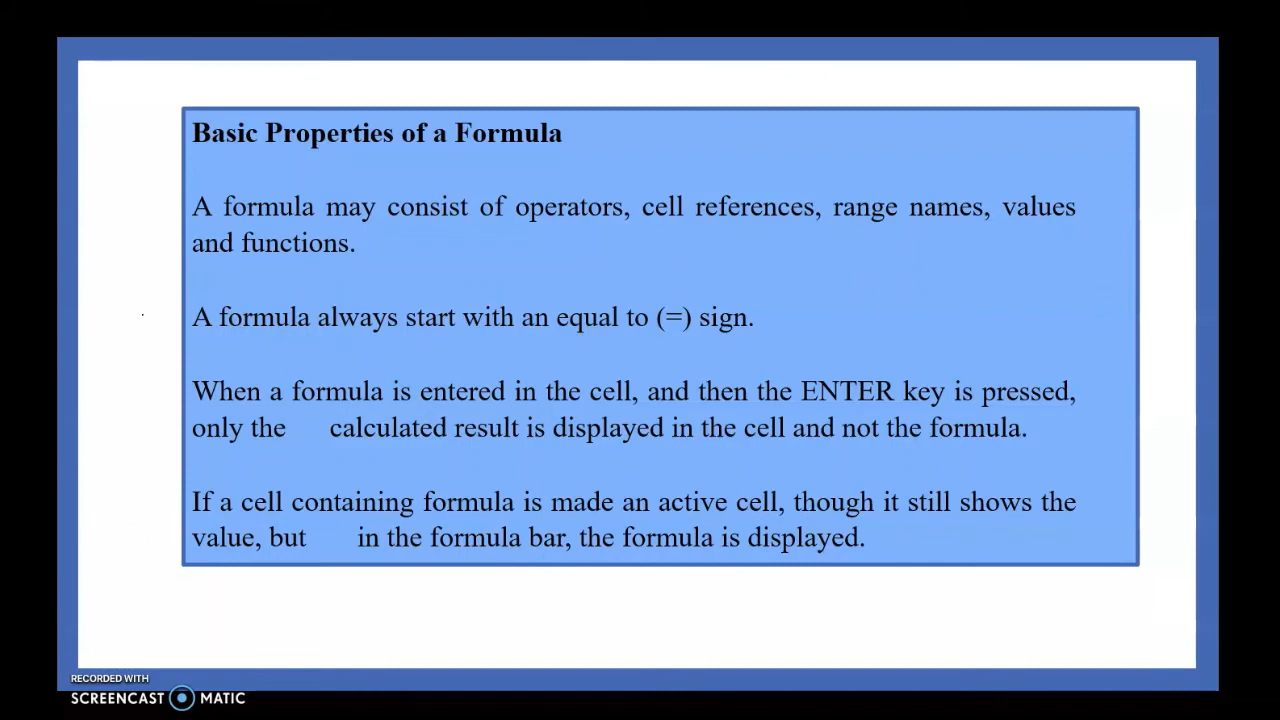 Basic Properties of a Formula
A formula may consist of operators, cell references, range names, values
and functions.
A formula always start with an equal to (=) sign.
When a formula is entered in the cell, and then the ENTER key is pressed,
only the calculated result is displayed in the cell and not the formula.
If a cell containing formula is made an active cell, though it still shows the
value, but in the formula bar, the formula is displayed.
RECORDED WITH
SCREENCAST MATIC